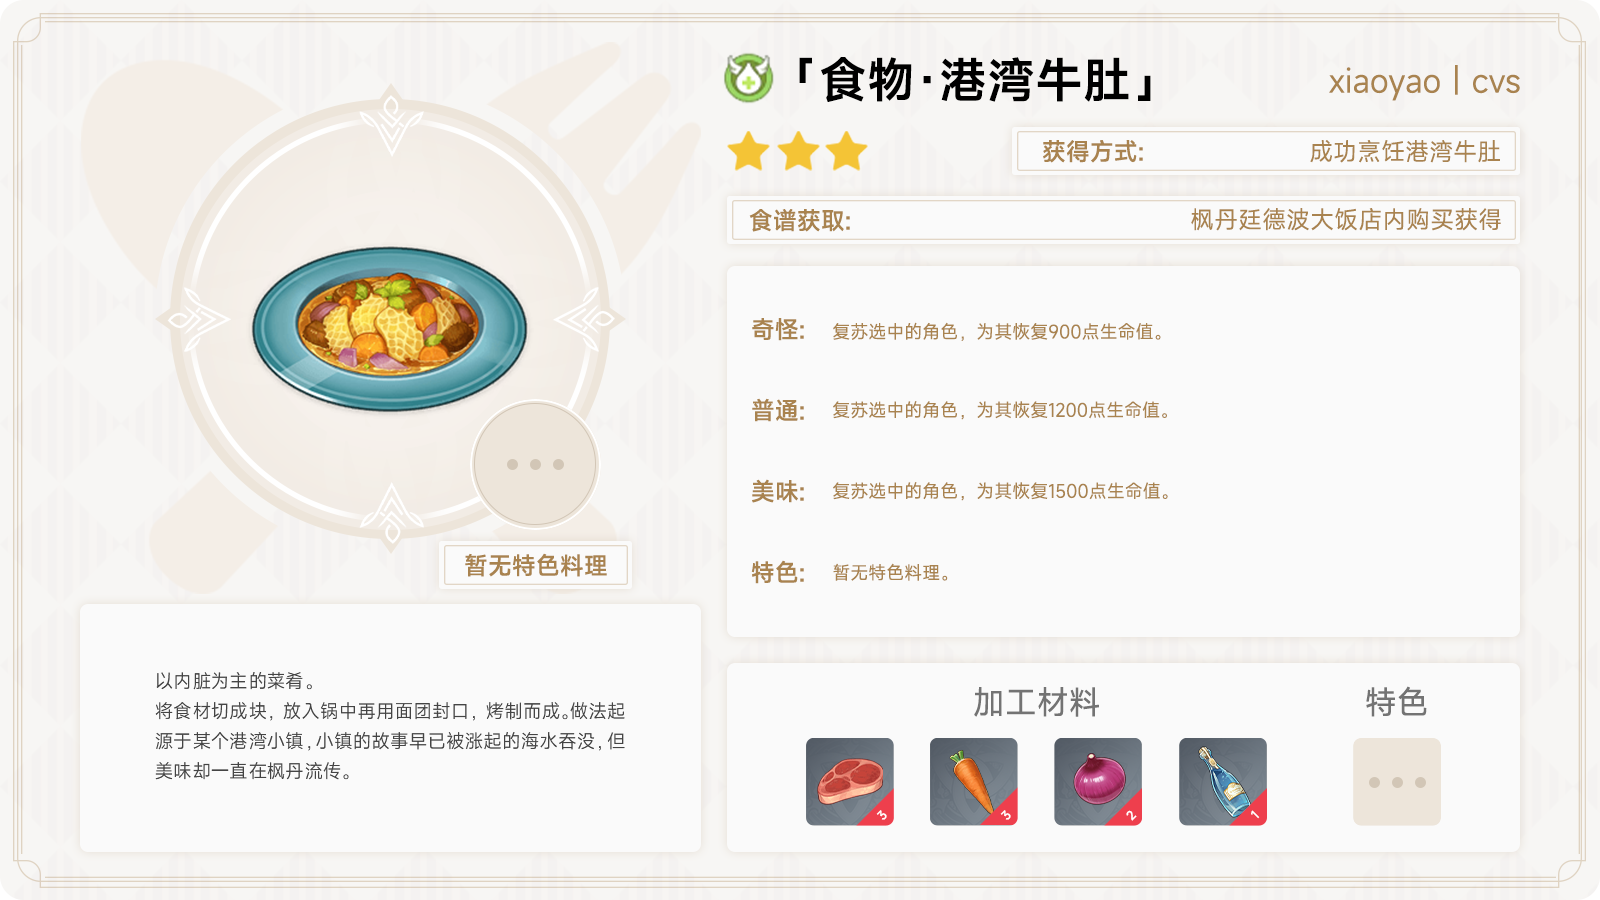 「食物·港湾牛肚」
xiaoyao | cvs
获得方式:
成功烹饪港湾牛肚
食谱获取:
枫丹廷德波大饭店内购买获得
奇怪:
复苏选中的角色，为其恢复900点生命值。
普通:
复苏选中的角色，为其恢复1200点生命值。
美味:
复苏选中的角色，为其恢复1500点生命值。
特色:
暂无特色料理。
暂无特色料理
以内脏为主的菜肴。
将食材切成块，放入锅中再用面团封口，烤制而成。做法起
源于某个港湾小镇，小镇的故事早已被涨起的海水吞没，但
美味却一直在枫丹流传。
加工材料
特色
3
3
2
1